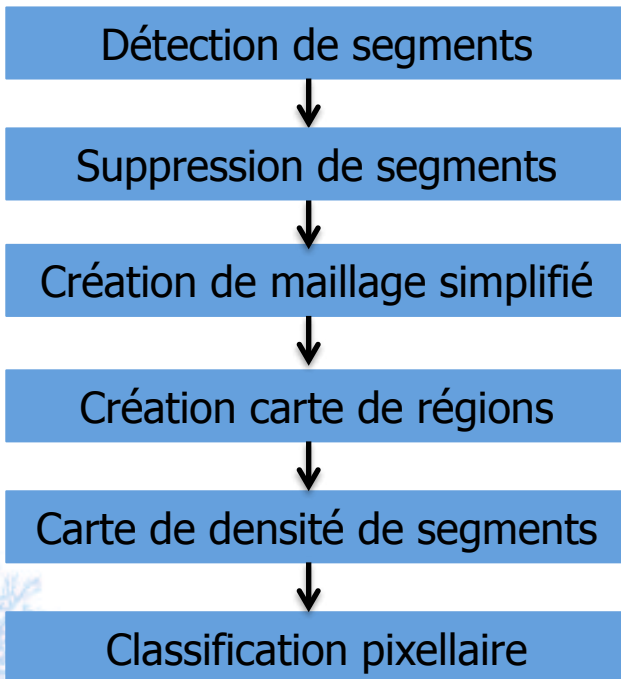 Détection de segments
Suppression de segments
Création de maillage simplifié
Création carte de régions
Carte de densité de segments
Classification pixellaire